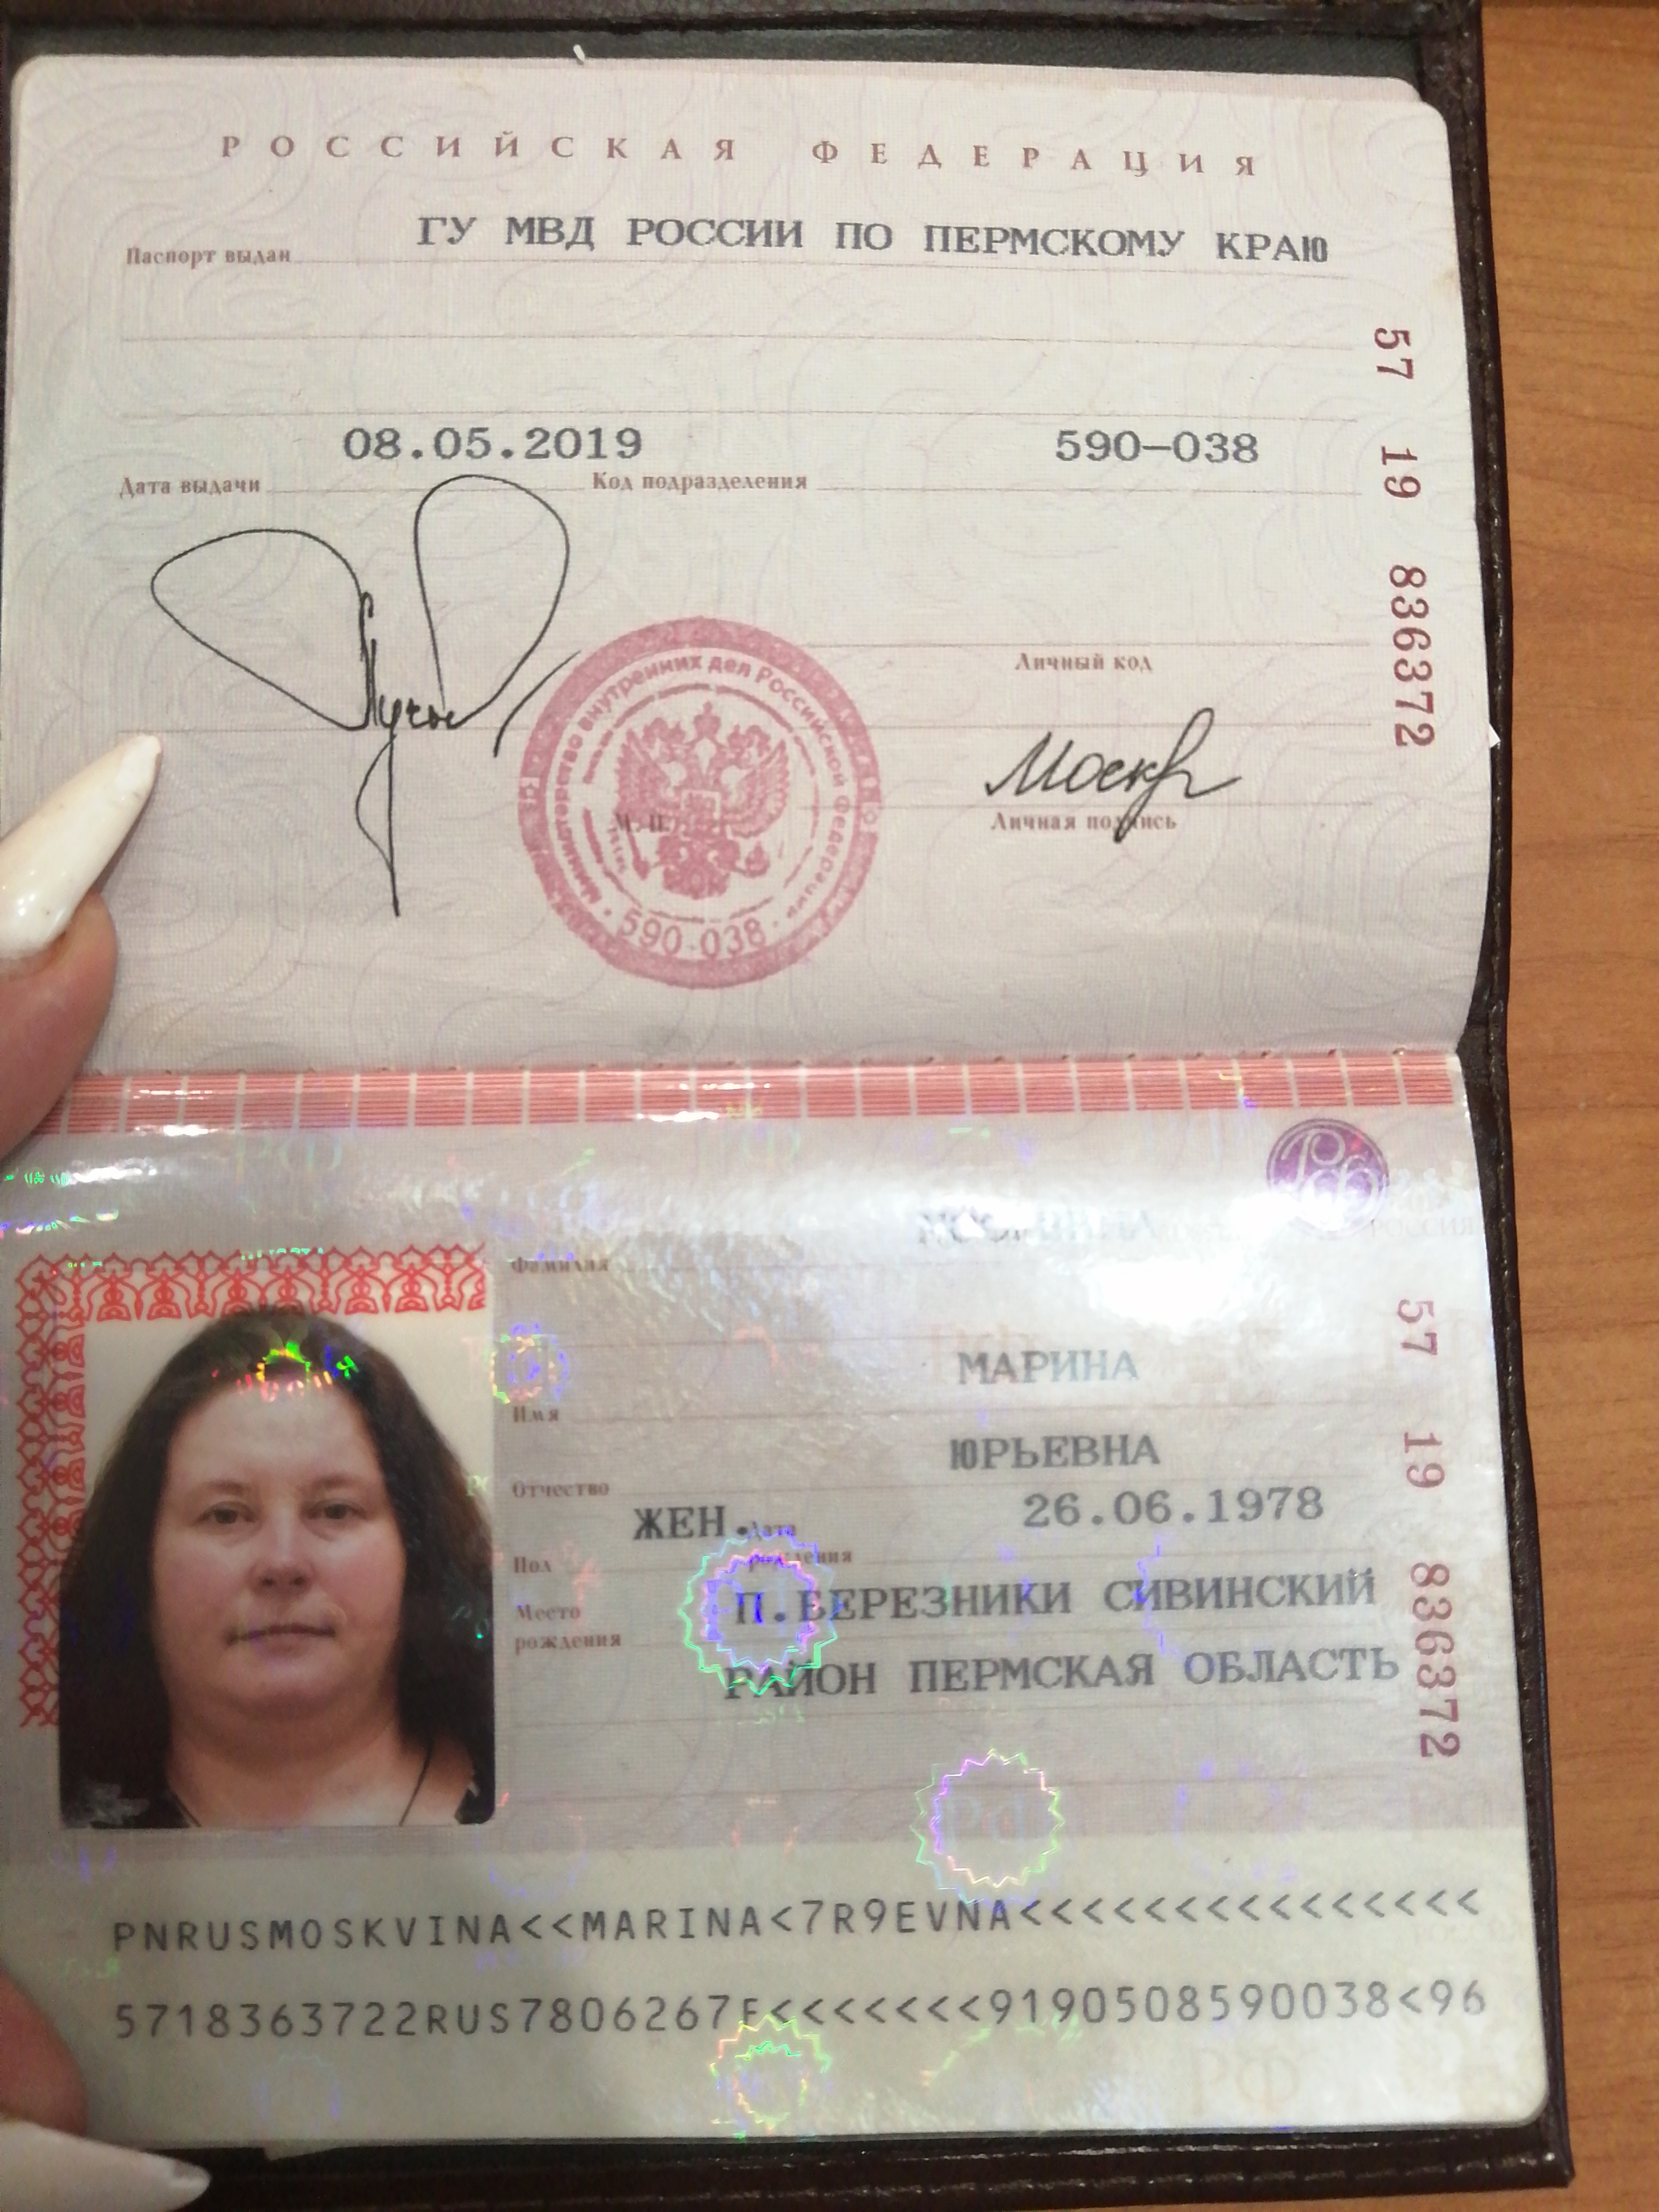 РОССИЙСКАЯ ФЕДЕРАЦИЯ
Паспорт выдан ГУ МВД РОССИИ ПО ПЕРМСКОМУ КРАЮ
Дата выдачи 08.05.2019 Код подразделения 590-038
57 19 836372
Личный код
Министерство внутренних дел Российской Федерации
М.П.
590-038
Личная подпись
РОССИЯ
Фамилия
МАРИНА
Имя
ЮРЬЕВНА
Отчество
Пол ЖЕН. Дата рождения 26.06.1978
Место рождения П.БЕРЕЗНИКИ СИВИНСКИЙ
РАЙОН ПЕРМСКАЯ ОБЛАСТЬ
57 19 836372
PNRUSMOSKVINA<<MARINA<7R9EVNA<<<<<<<<<<<<<<<
5718363722RUS7806267F<<<<<<<9190508590038<96